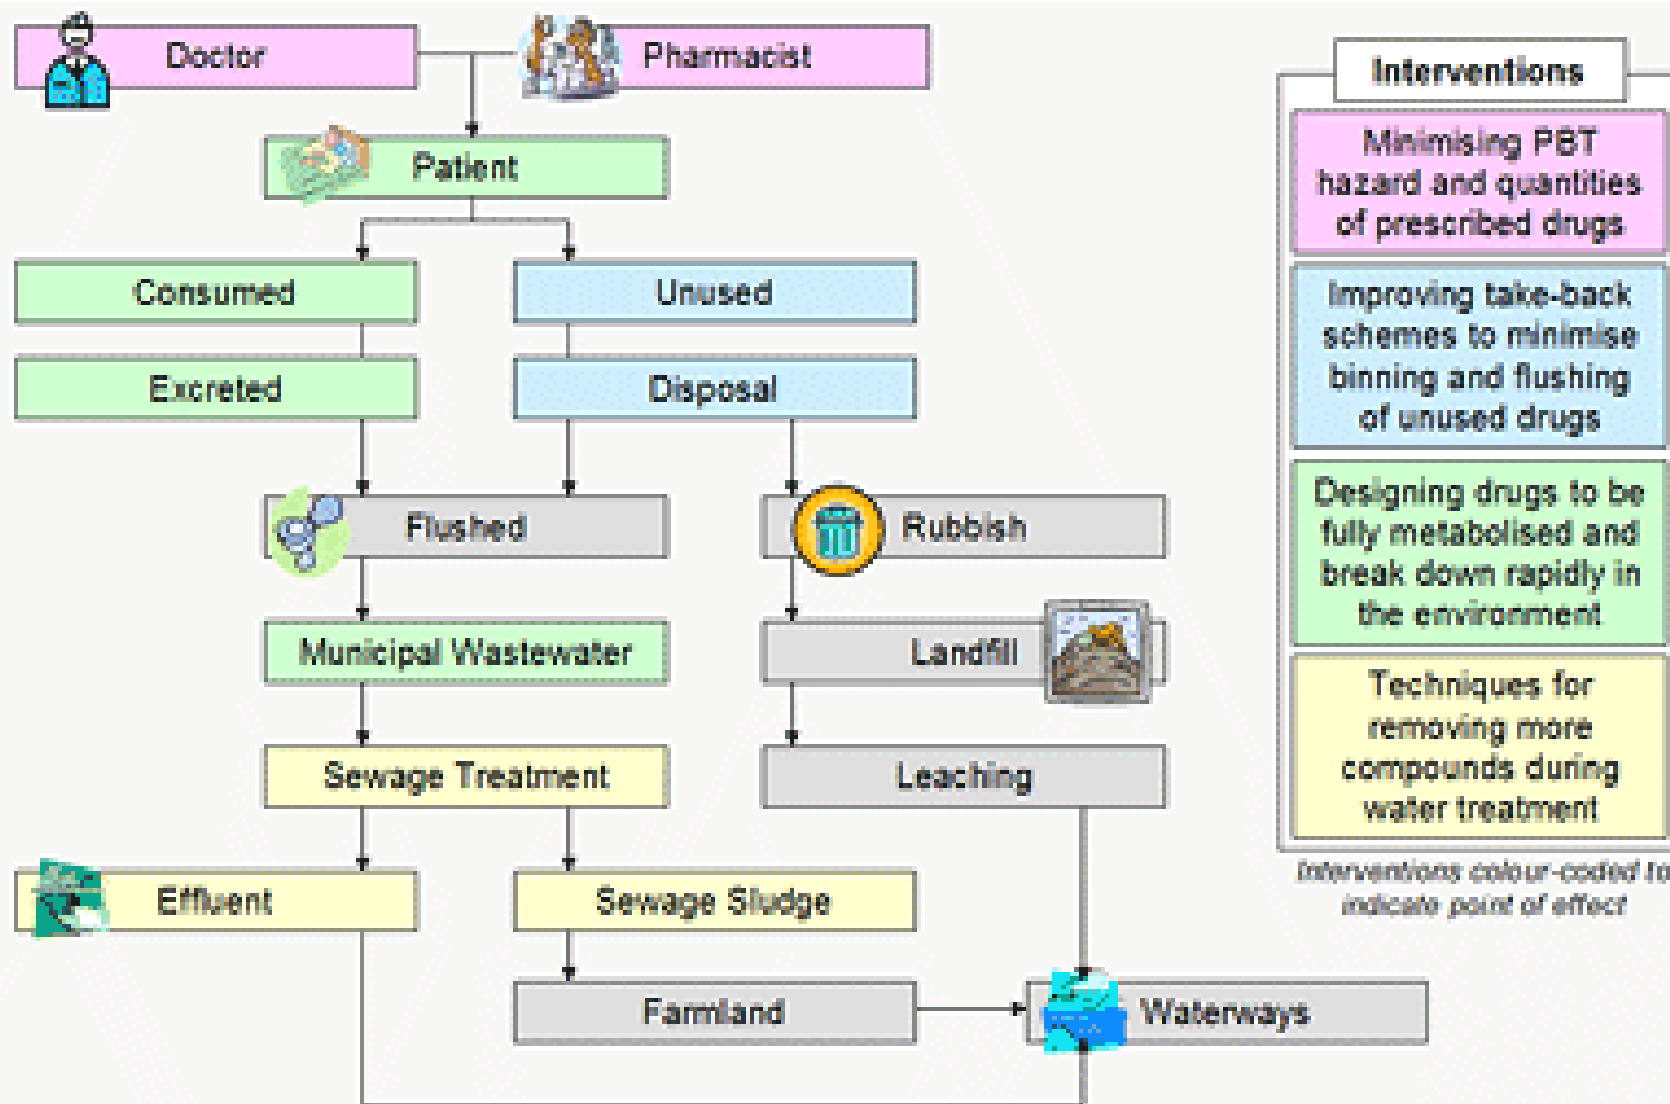 Doctor
Pharmacist
Patient
Consumed
Unused
Excreted
Disposal
Flushed
Rubbish
Municipal Wastewater
Landfill
Sewage Treatment
Leaching
Effluent
Sewage Sludge
Farmland
Waterways
Interventions
Minimising PBT
hazard and quantities
of prescribed drugs
Improving take-back
schemes to minimise
binning and flushing
of unused drugs
Designing drugs to be
fully metabolised and
break down rapidly in
the environment
Techniques for
removing more
compounds during
water treatment
Interventions colour-coded to
indicate point of effect